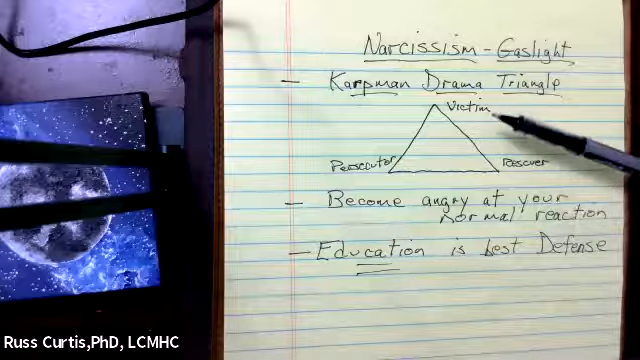 Narcissism - Gaslight
- Karpman Drama Triangle
Victim
Persecutor
Rescuer
- Become angry at your
normal reaction
- Education is best Defense
Russ Curtis,PhD, LCMHC